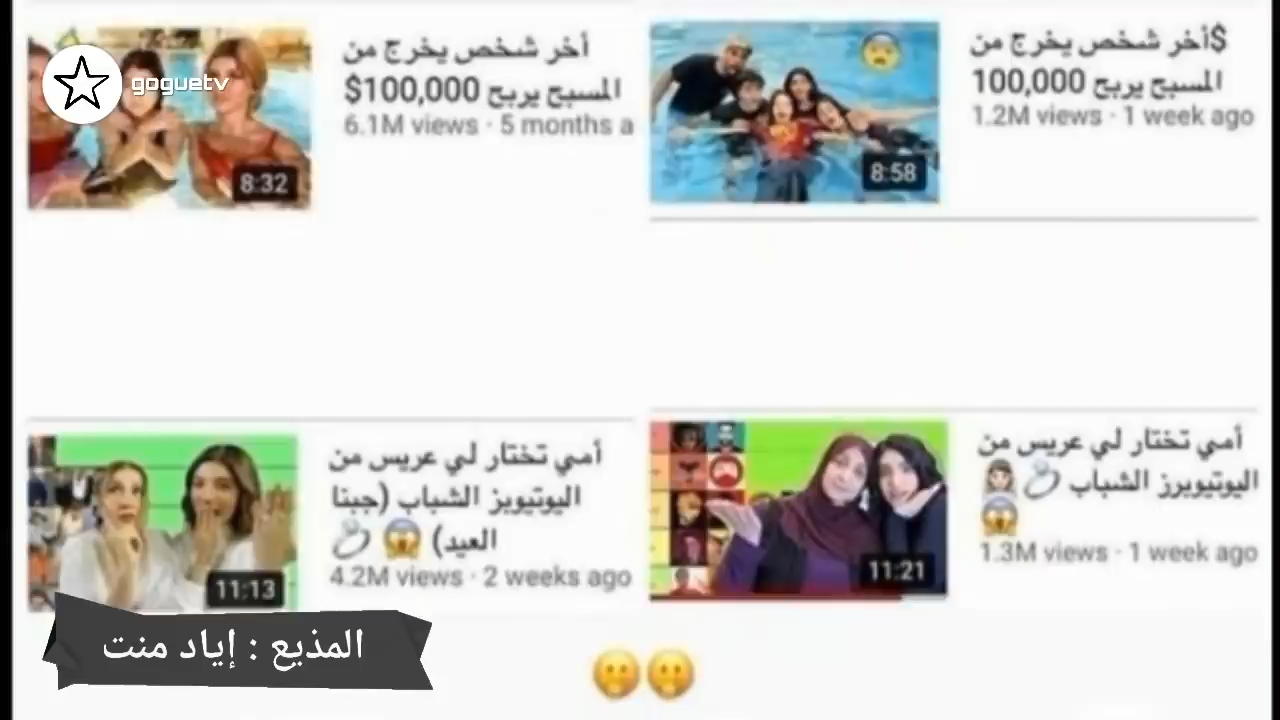 goguetv
أخر شخص يخرج من
المسبح يربح 100,000$
6.1M views · 5 months a
8:32
$أخر شخص يخرج من
المسبح يربح 100,000
1.2M views · 1 week ago
8:58
أمي تختار لي عريس من
اليوتيوبز الشباب (جبنا
العيد) 😱 💍
4.2M views · 2 weeks ago
11:13
أمي تختار لي عريس من
اليوتيوبرز الشباب 💍👰🏻
😱
1.3M views · 1 week ago
11:21
المذيع : إياد منت
🤭🤭